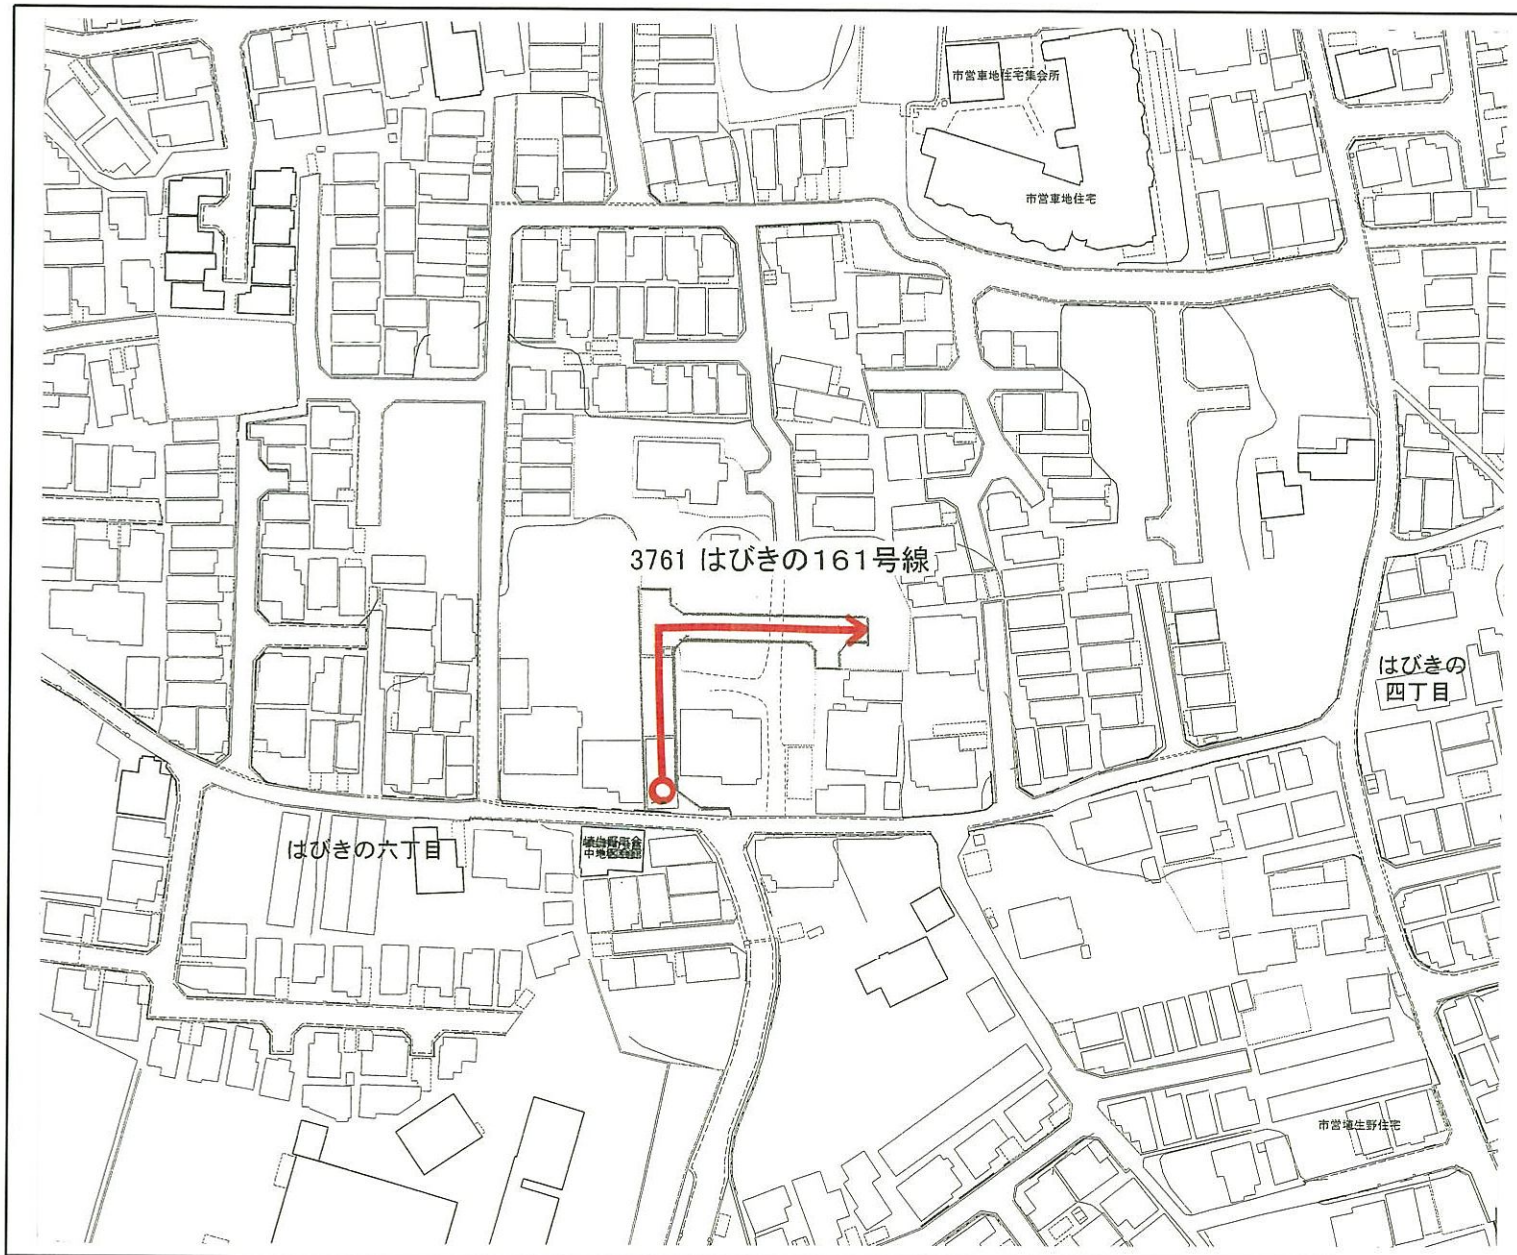 市営車地住宅集会所
市営車地住宅
3761 はびきの161号線
はびきの
四丁目
はびきの六丁目
市営埴生野住宅